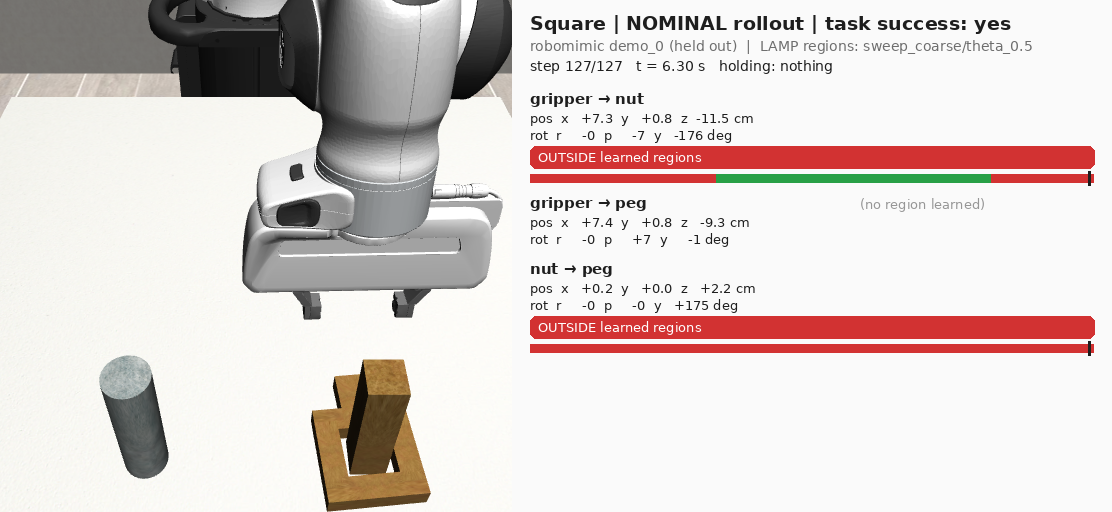 Square | NOMINAL rollout | task success: yes
robomimic demo_0 (held out) | LAMP regions: sweep_coarse/theta_0.5
step 127/127 t = 6.30 s holding: nothing
gripper → nut
pos x +7.3 y +0.8 z -11.5 cm
rot r -0 p -7 y -176 deg
OUTSIDE learned regions
gripper → peg
(no region learned)
pos x +7.4 y +0.8 z -9.3 cm
rot r -0 p +7 y -1 deg
nut → peg
pos x +0.2 y +0.0 z +2.2 cm
rot r -0 p -0 y +175 deg
OUTSIDE learned regions